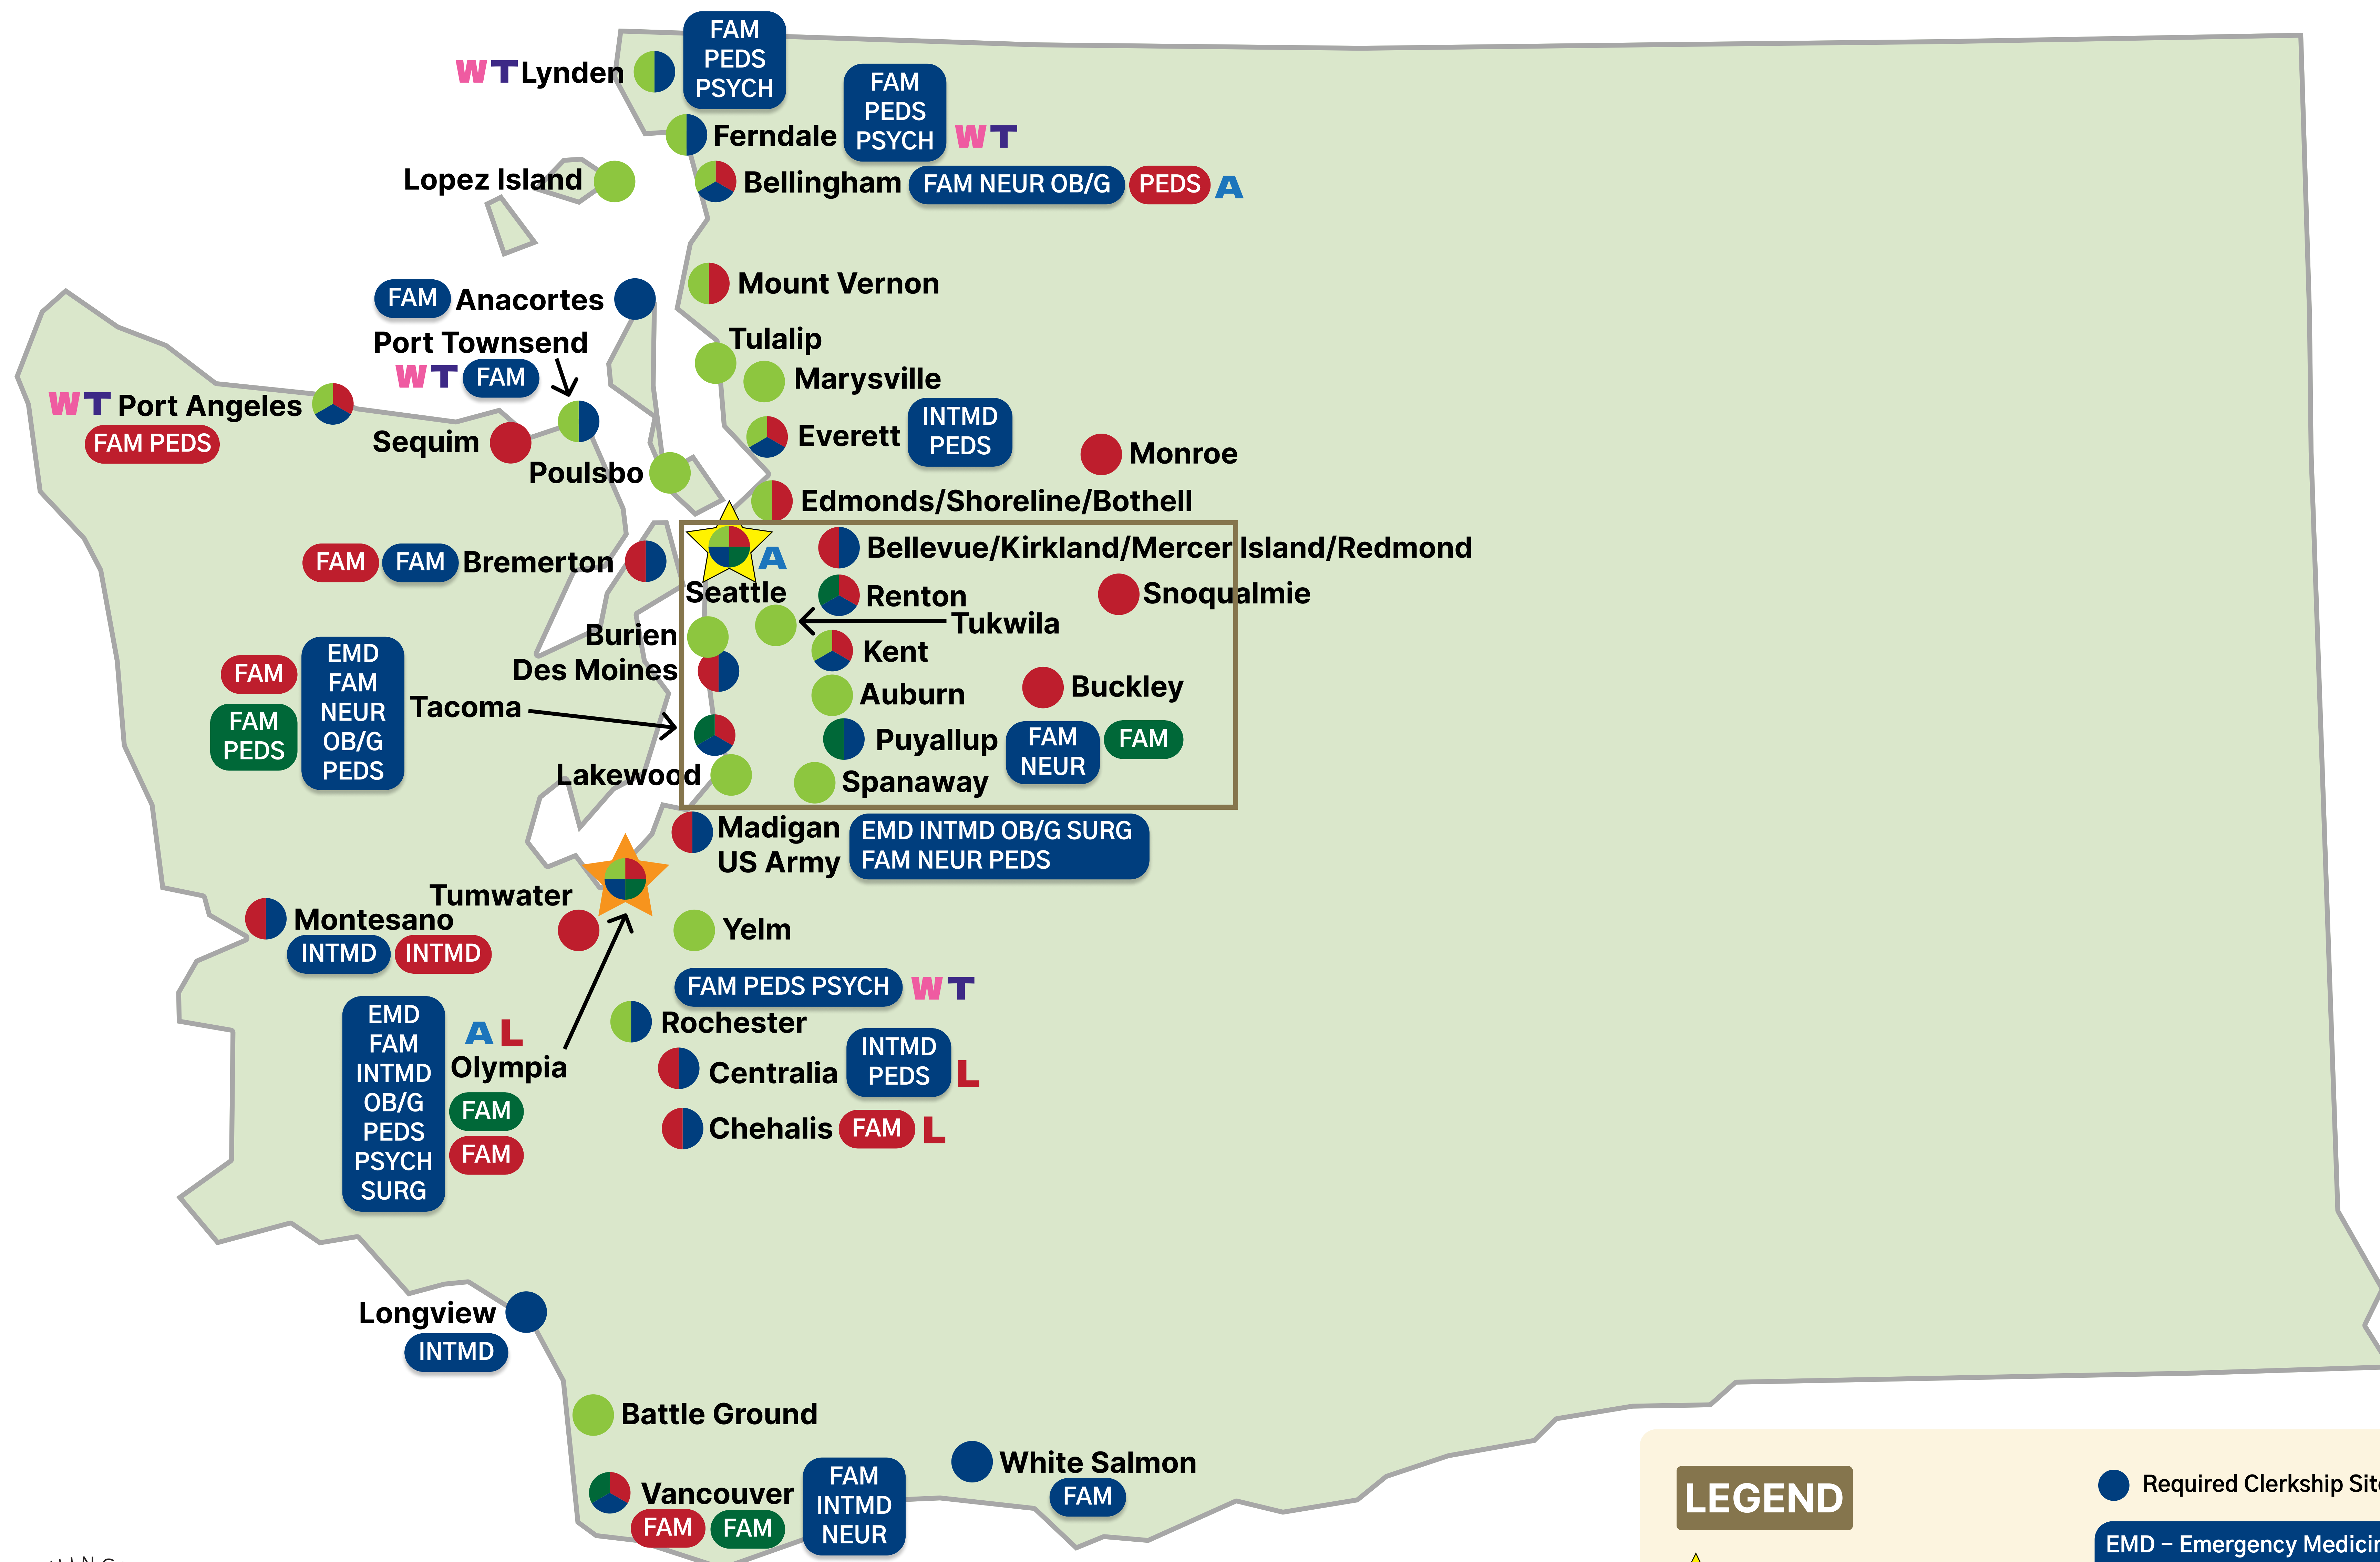 FAM
PEDS
PSYCH
W T Lynden
FAM
PEDS
PSYCH
Ferndale
W T
Lopez Island
Bellingham
FAM NEUR OB/G
PEDS
A
Mount Vernon
FAM
Anacortes
Port Townsend
W T
FAM
Tulalip
Marysville
W T Port Angeles
FAM PEDS
Sequim
Everett
INTMD
PEDS
Monroe
Poulsbo
Edmonds/Shoreline/Bothell
FAM
FAM
Bremerton
A
Seattle
Bellevue/Kirkland/Mercer Island/Redmond
Renton
Snoqualmie
Tukwila
Burien
Kent
Des Moines
Auburn
Buckley
FAM
FAM
PEDS
EMD
FAM
NEUR
OB/G
PEDS
Tacoma
Puyallup
FAM
NEUR
FAM
Lakewood
Spanaway
Madigan
US Army
EMD INTMD OB/G SURG
FAM NEUR PEDS
Tumwater
Montesano
INTMD
INTMD
Yelm
FAM PEDS PSYCH
W T
Rochester
EMD
FAM
INTMD
OB/G
PEDS
PSYCH
SURG
A L
Olympia
FAM
FAM
Centralia
INTMD
PEDS
L
Chehalis
FAM
L
Longview
INTMD
Battle Ground
White Salmon
FAM
Vancouver
FAM
FAM
FAM
INTMD
NEUR
LEGEND
Required Clerkship
EMD – Emergency